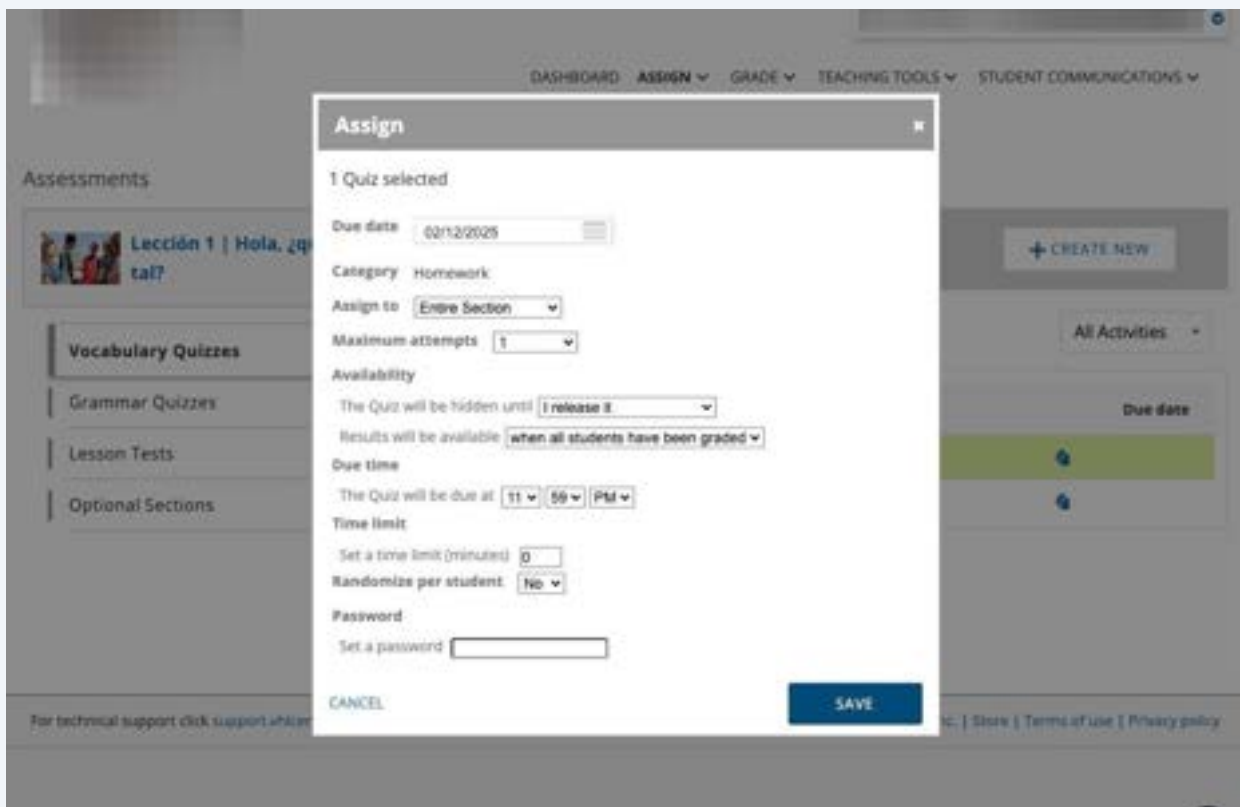 DASHBOARD ASSIGN GRADE TEACHING TOOLS STUDENT COMMUNICATIONS
Assign
Assessments
1 Quiz selected
Due date 02/12/2025
Lección 1 | Hola, ¿qu
tal?
+ CREATE NEW
Category Homework
Assign to Entire Section
Maximum attempts 1
All Activities
Vocabulary Quizzes
Availability
The Quiz will be hidden until I release it
Grammar Quizzes
Due date
Results will be available when all students have been graded
Lesson Tests
Due time
The Quiz will be due at 11 59 PM
Optional Sections
Time limit
Set a time limit (minutes) 0
Randomize per student No
Password
Set a password
CANCEL
SAVE
For technical support click
| Store | Terms of use | Privacy policy